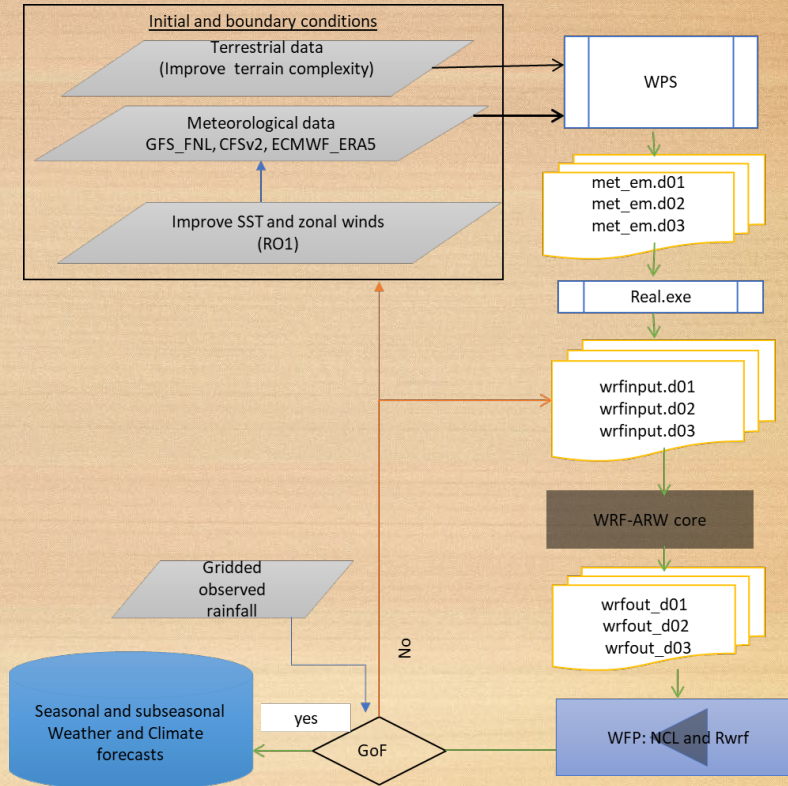 Initial and boundary conditions
Terrestrial data
(Improve terrain complexity)
Meteorological data
GFS_FNL, CFSv2, ECMWF_ERA5
Improve SST and zonal winds
(RO1)
WPS
met_em.d01
met_em.d02
met_em.d03
Real.exe
wrfinput.d01
wrfinput.d02
wrfinput.d03
WRF-ARW core
wrfout_d01
wrfout_d02
wrfout_d03
WFP: NCL and Rwrf
Gridded
observed
rainfall
No
GoF
yes
Seasonal and subseasonal
Weather and Climate
forecasts